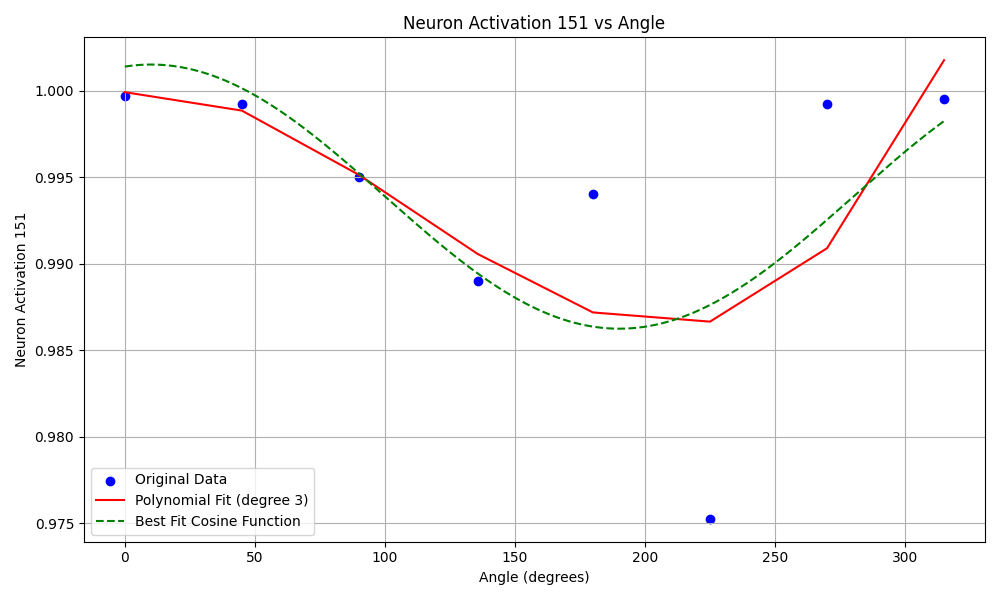 Neuron Activation 151 vs Angle
Neuron Activation 151
1.000
0.995
0.990
0.985
0.980
0.975
Original Data
Polynomial Fit (degree 3)
Best Fit Cosine Function
0
50
100
150
200
250
300
Angle (degrees)